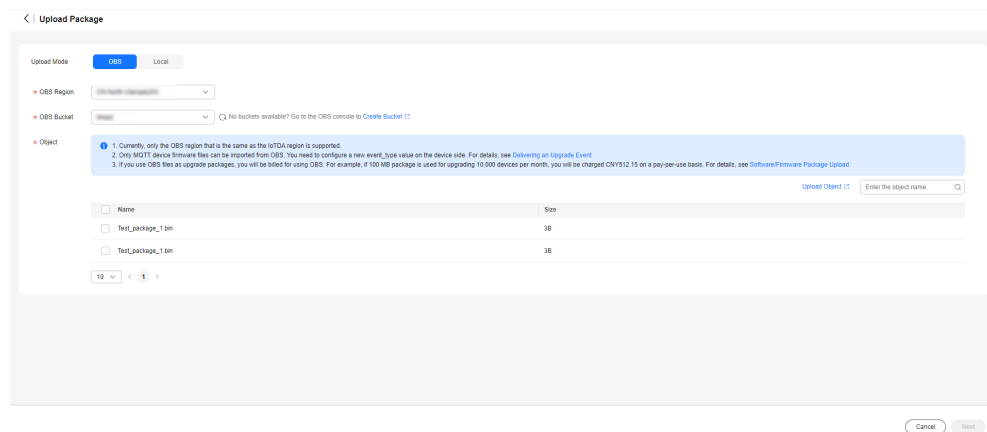 Upload Package
Upload Mode OBS Local
* OBS Region
* OBS Bucket No buckets available? Go to the OBS console to Create Bucket
* Object
1. Currently, only the OBS region that is the same as the IoTDA region is supported.
2. Only MQTT device firmware files can be imported from OBS. You need to configure a new event_type value on the device side. For details, see Delivering an Upgrade Event
3. If you use OBS files as upgrade packages, you will be billed for using OBS. For example, if 100 MB package is used for upgrading 10,000 devices per month, you will be charged CNY512.15 on a pay-per-use basis. For details, see Software/Firmware Package Upload
Upload Object Enter the object name.
Name Size
Test_package_1.bin 3B
Test_package_1.bin 3B
10 < 1 >
Cancel Next